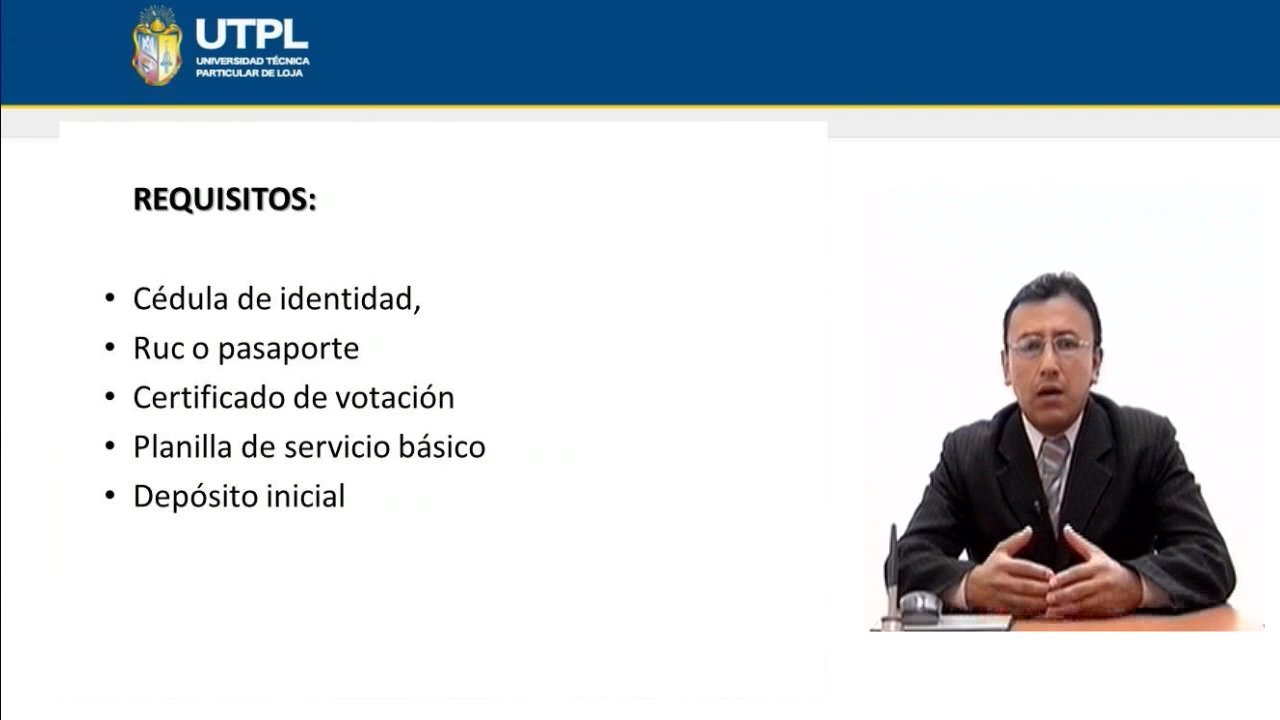 UTPL
UNIVERSIDAD TÉCNICA
PARTICULAR DE LOJA
REQUISITOS:
• Cédula de identidad,
• Ruc o pasaporte
• Certificado de votación
• Planilla de servicio básico
• Depósito inicial